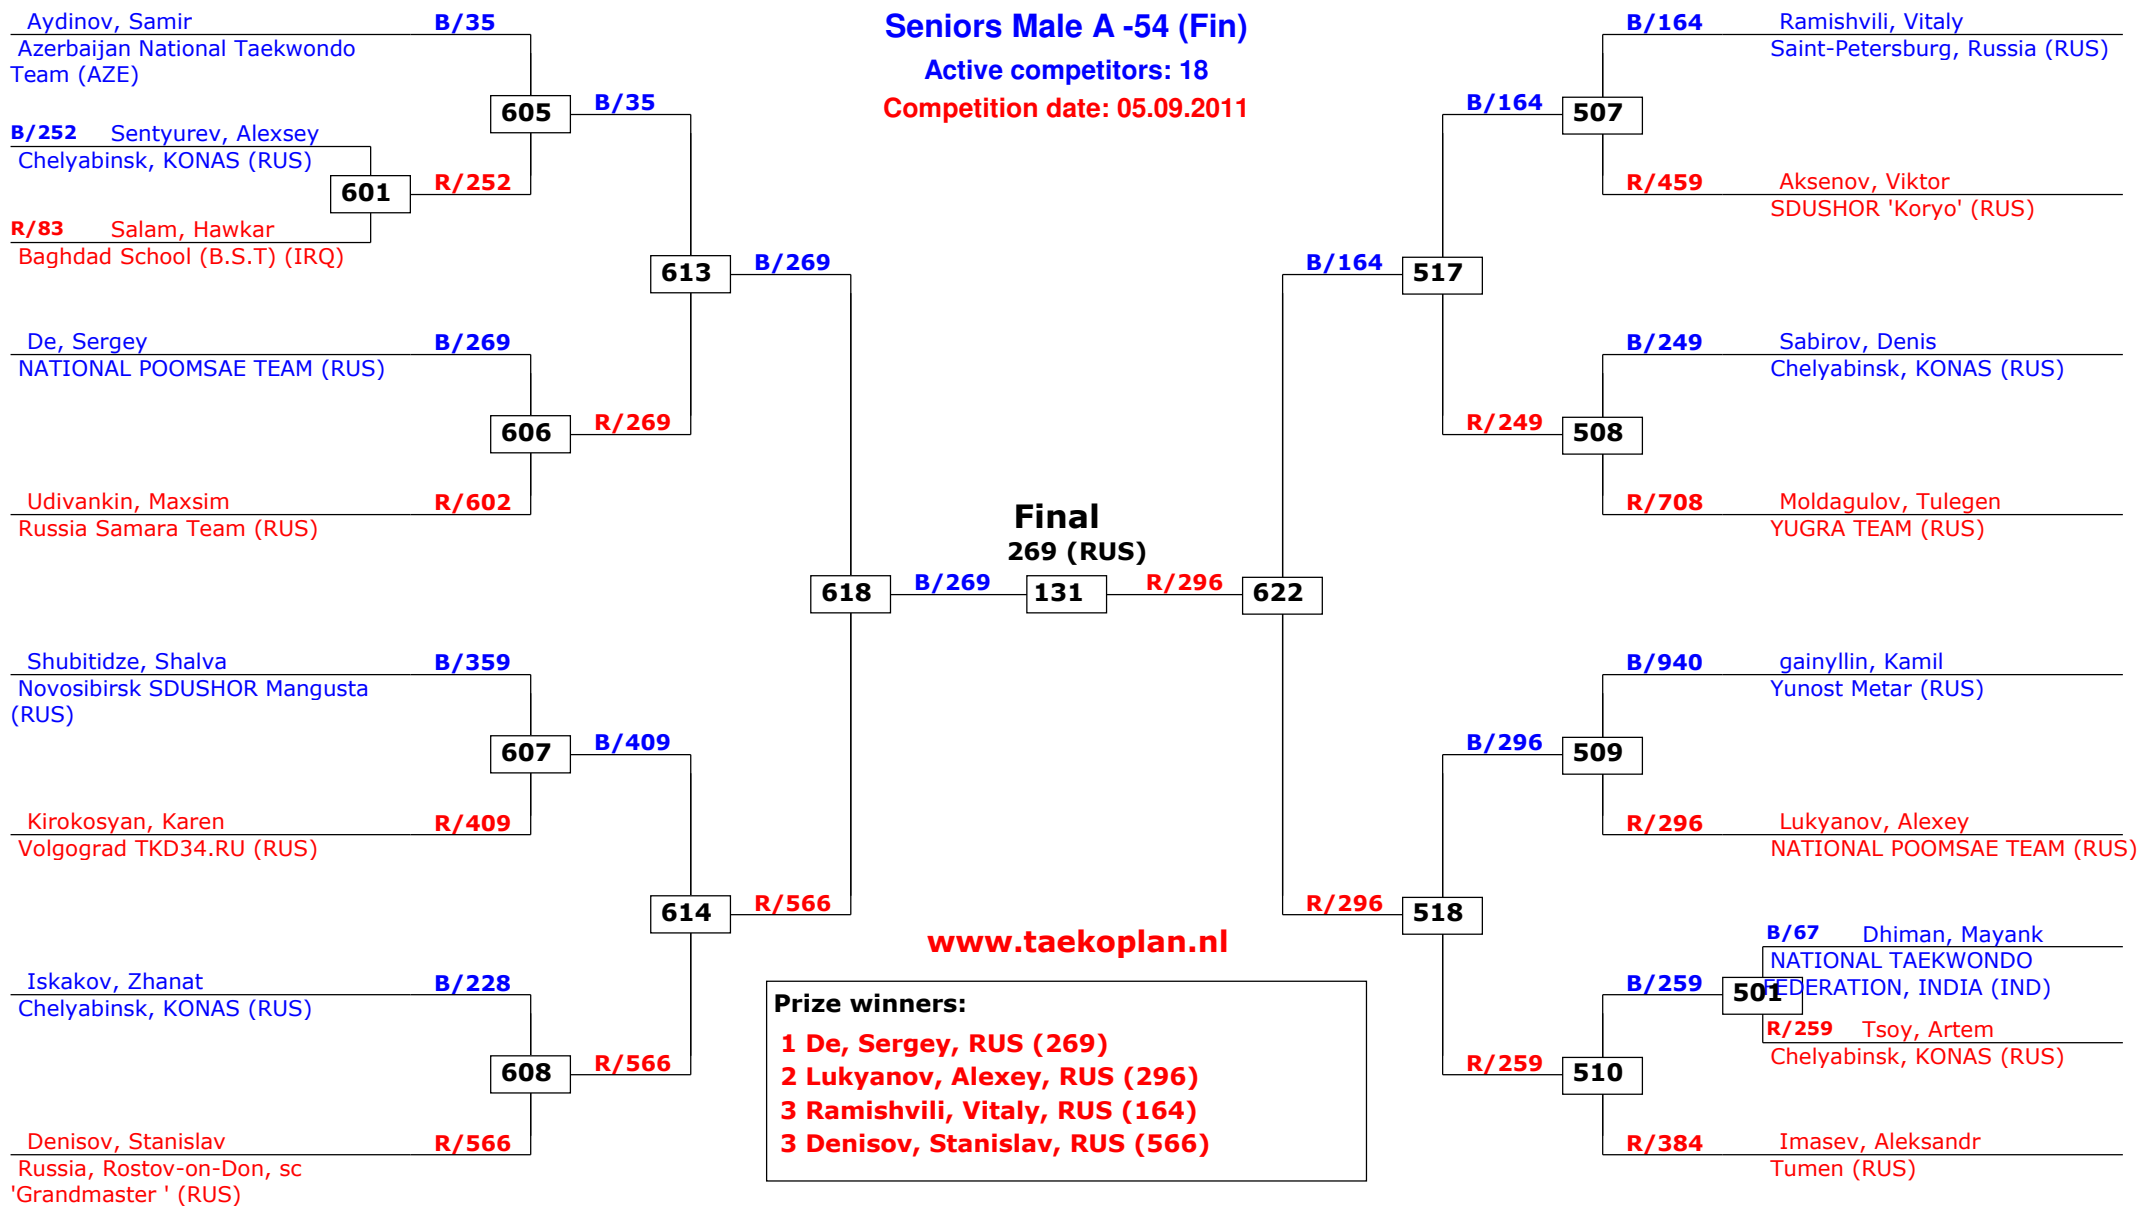 Seniors Male A -54 (Fin)
Active competitors: 18
Competition date: 05.09.2011
Aydinov, Samir
B/35
Azerbaijan National Taekwondo
Team (AZE)
605
B/35
B/252 Sentyurev, Alexsey
Chelyabinsk, KONAS (RUS)
601
R/252
R/83 Salam, Hawkar
Baghdad School (B.S.T) (IRQ)
613
B/269
De, Sergey
B/269
NATIONAL POOMSAE TEAM (RUS)
606
R/269
Udivankin, Maxsim
R/602
Russia Samara Team (RUS)
618
B/269
Shubitidze, Shalva
B/359
Novosibirsk SDUSHOR Mangusta
(RUS)
607
B/409
Kirokosyan, Karen
R/409
Volgograd TKD34.RU (RUS)
614
R/566
Iskakov, Zhanat
B/228
Chelyabinsk, KONAS (RUS)
608
R/566
Denisov, Stanislav
R/566
Russia, Rostov-on-Don, sc
'Grandmaster ' (RUS)
Final
269 (RUS)
131
R/296
622
B/164
Ramishvili, Vitaly
Saint-Petersburg, Russia (RUS)
B/164
507
R/459
Aksenov, Viktor
SDUSHOR 'Koryo' (RUS)
B/164
517
B/249
Sabirov, Denis
Chelyabinsk, KONAS (RUS)
R/249
508
R/708
Moldagulov, Tulegen
YUGRA TEAM (RUS)
B/940
gainyllin, Kamil
Yunost Metar (RUS)
B/296
509
R/296
Lukyanov, Alexey
NATIONAL POOMSAE TEAM (RUS)
R/296
518
B/67 Dhiman, Mayank
NATIONAL TAEKWONDO
FEDERATION, INDIA (IND)
B/259
501
R/259 Tsoy, Artem
Chelyabinsk, KONAS (RUS)
R/259
510
R/384
Imasev, Aleksandr
Tumen (RUS)
www.taekoplan.nl
Prize winners:
1 De, Sergey, RUS (269)
2 Lukyanov, Alexey, RUS (296)
3 Ramishvili, Vitaly, RUS (164)
3 Denisov, Stanislav, RUS (566)